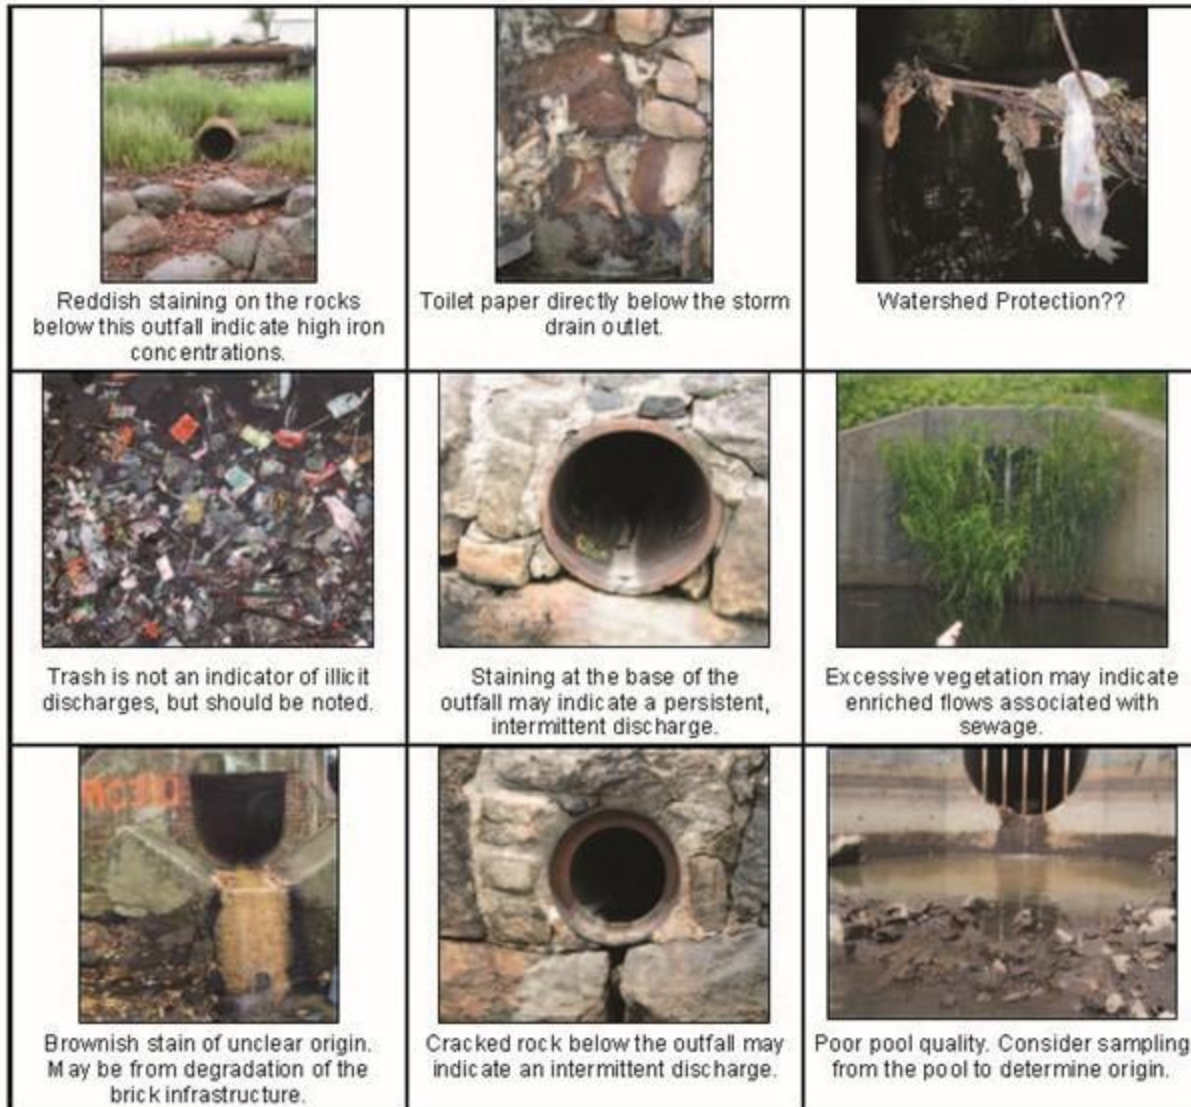 Reddish staining on the rocks
below this outfall indicate high iron
concentrations.
Toilet paper directly below the storm
drain outlet.
Watershed Protection??
Trash is not an indicator of illicit
discharges, but should be noted.
Staining at the base of the
outfall may indicate a persistent,
intermittent discharge.
Excessive vegetation may indicate
enriched flows associated with
sewage.
Brownish stain of unclear origin.
May be from degradation of the
brick infrastructure.
Cracked rock below the outfall may
indicate an intermittent discharge.
Poor pool quality. Consider sampling
from the pool to determine origin.